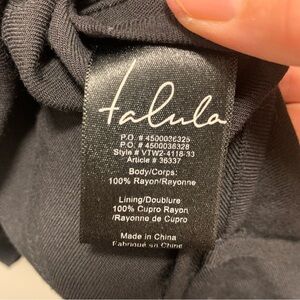 talula
P.O. # 4500036325
P.O. # 4500036328
Style # VTW2-4118-33
Article # 36337
Body/Corps:
100% Rayon/Rayonne
Lining/Doublure
100% Cupro Rayon
/Rayonne de Cupro
Made in China
Fabriqué en Chine